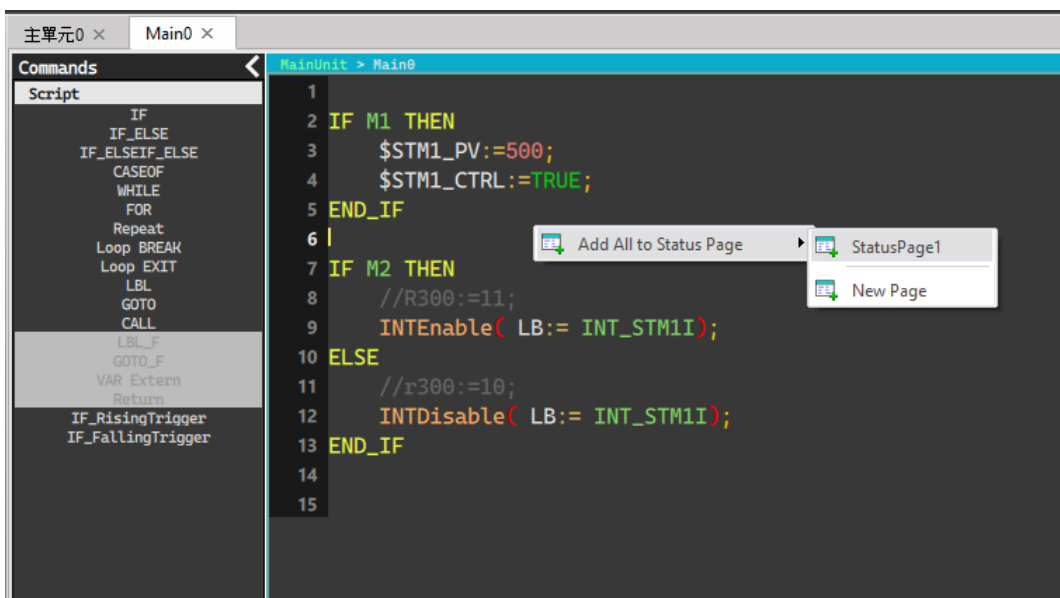 主單元0 ×
Main0 ×
Commands
Script
IF
IF_ELSE
IF_ELSEIF_ELSE
CASEOF
WHILE
FOR
Repeat
Loop BREAK
Loop EXIT
LBL
GOTO
CALL
LBL_F
GOTO_F
VAR Extern
Return
IF_RisingTrigger
IF_FallingTrigger
MainUnit > Main0
1
2 IF M1 THEN
3 $STM1_PV:=500;
4 $STM1_CTRL:=TRUE;
5 END_IF
6
7 IF M2 THEN
8 //R300:=11;
9 INTEnable( LB:= INT_STM1I);
10 ELSE
11 //r300:=10;
12 INTDisable( LB:= INT_STM1I);
13 END_IF
14
15
Add All to Status Page
StatusPage1
New Page